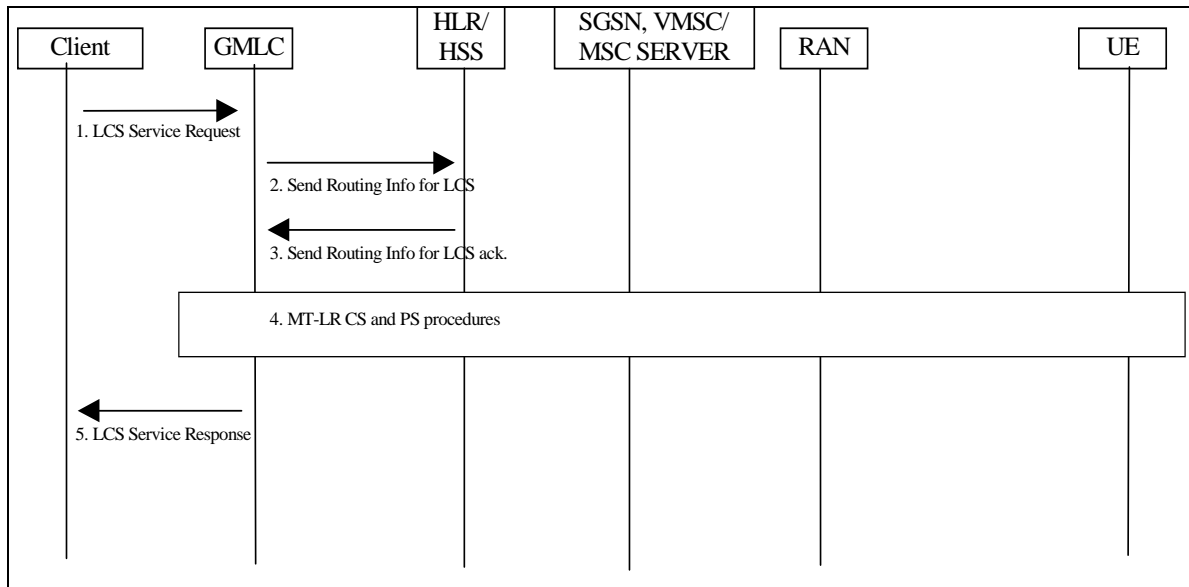 Client
GMLC
HLR/
HSS
SGSN, VMSC/
MSC SERVER
RAN
UE
1. LCS Service Request
2. Send Routing Info for LCS
3. Send Routing Info for LCS ack.
4. MT-LR CS and PS procedures
5. LCS Service Response